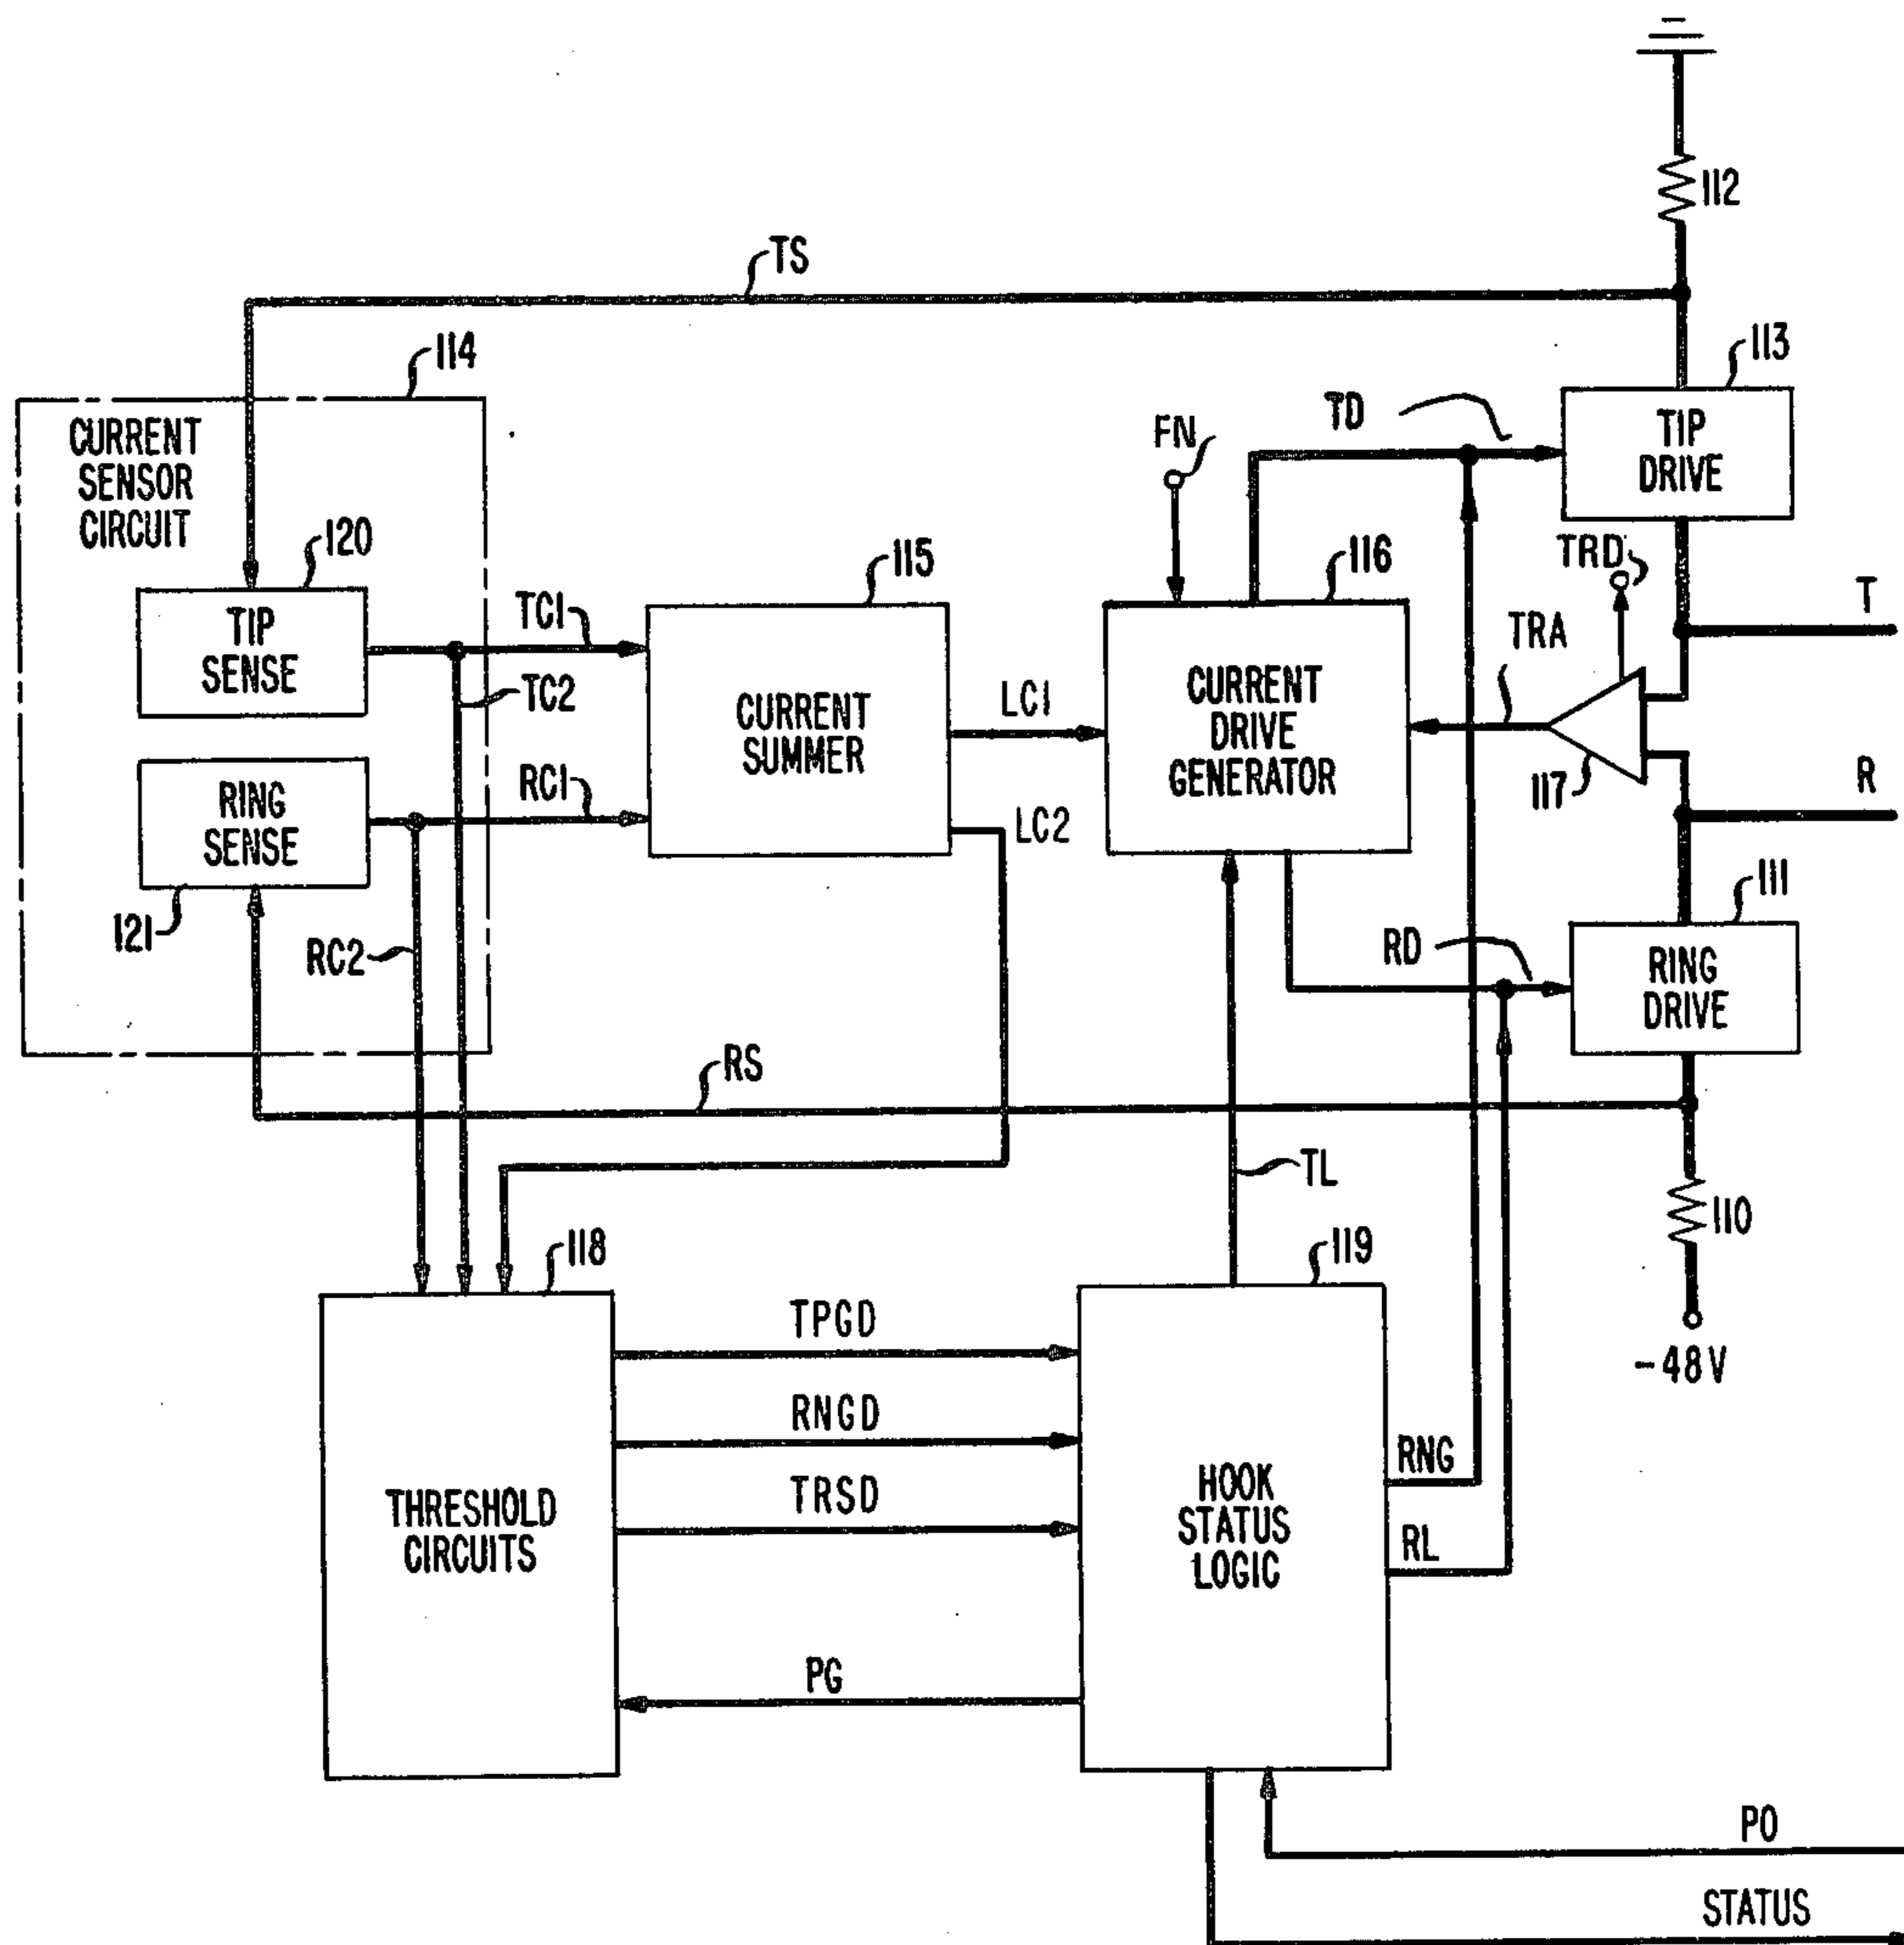 112
TS
113
114
TD
TIP
DRIVE
FN
CURRENT
SENSOR
CIRCUIT
120
115
116
TRD
T
TIP
SENSE
TC1
TRA
TC2
CURRENT
SUMMER
LC1
CURRENT
DRIVE
GENERATOR
117
R
RING
SENSE
RC1
LC2
111
121
RC2
RD
RING
DRIVE
RS
TL
110
118
119
-48V
TPGD
RNGD
TRSD
THRESHOLD
CIRCUITS
HOOK
STATUS
LOGIC
RNG
RL
PG
PO
STATUS